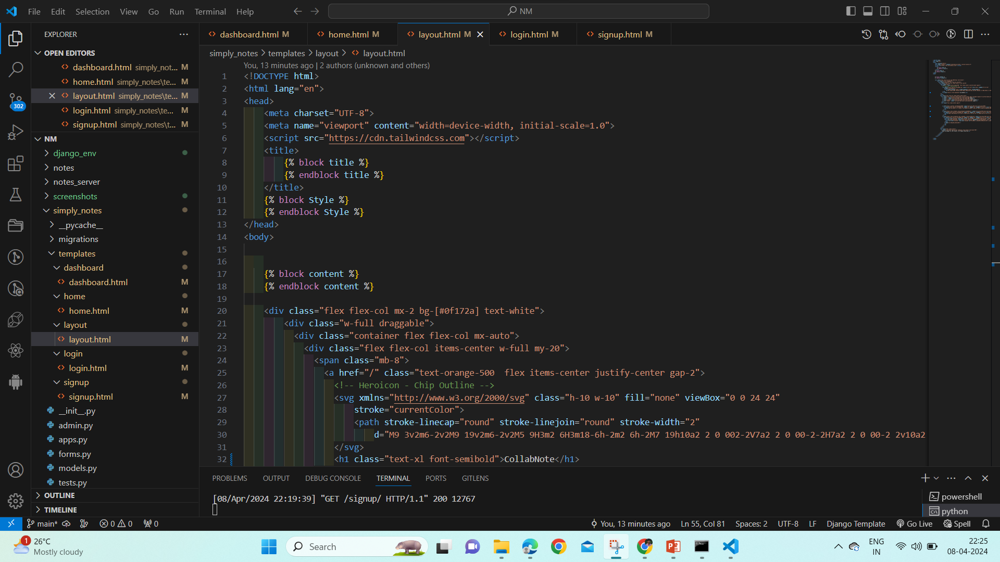 File Edit Selection View Go Run Terminal Help
NM
EXPLORER
OPEN EDITORS
dashboard.html simply_not... M
home.html simply_notes\te... M
layout.html simply_notes\te... M
login.html simply_notes\te... M
signup.html simply_notes\t... M
302
NM
django_env
notes
notes_server
screenshots
simply_notes
__pycache__
migrations
templates
dashboard
dashboard.html M
home
home.html M
layout
layout.html M
login
login.html M
signup
signup.html M
__init__.py
admin.py
apps.py
forms.py
models.py
tests.py
OUTLINE
TIMELINE
dashboard.html M
home.html M
layout.html M
login.html M
signup.html M
simply_notes > templates > layout > layout.html
You, 13 minutes ago | 2 authors (unknown and others)
1 <!DOCTYPE html>
2 <html lang="en">
3 <head>
4 <meta charset="UTF-8">
5 <meta name="viewport" content="width=device-width, initial-scale=1.0">
6 <script src="https://cdn.tailwindcss.com"></script>
7 <title>
8 {% block title %}
9 {% endblock title %}
10 </title>
11 {% block Style %}
12 {% endblock Style %}
13 </head>
14 <body>
15
16
17 {% block content %}
18 {% endblock content %}
19
20 <div class="flex flex-col mx-2 bg-[#0f172a] text-white">
21 <div class="w-full draggable">
22 <div class="container flex flex-col mx-auto">
23 <div class="flex flex-col items-center w-full my-20">
24 <span class="mb-8">
25 <a href="/" class="text-orange-500  flex items-center justify-center gap-2">
26 <!-- Heroicon - Chip Outline -->
27 <svg xmlns="http://www.w3.org/2000/svg" class="h-10 w-10" fill="none" viewBox="0 0 24 24"
28 stroke="currentColor">
29 <path stroke-linecap="round" stroke-linejoin="round" stroke-width="2"
30 d="M9 3v2m6-2v2M9 19v2m6-2v2M5 9H3m2 6H3m18-6h-2m2 6h-2M7 19h10a2 2 0 002-2V7a2 2 0 00-2-2H7a2 2 0 00-2 2v10a2
31 </svg>
32 <h1 class="text-xl font-semibold">CollabNote</h1>
PROBLEMS OUTPUT DEBUG CONSOLE TERMINAL PORTS GITLENS
[08/Apr/2024 22:19:39] "GET /signup/ HTTP/1.1" 200 12767
powershell
python
main* 0 0 0 You, 13 minutes ago Ln 55, Col 81 Spaces: 2 UTF-8 LF Django Template Go Live Spell
1
26°C
Mostly cloudy
Search
ENG
IN
22:25
08-04-2024